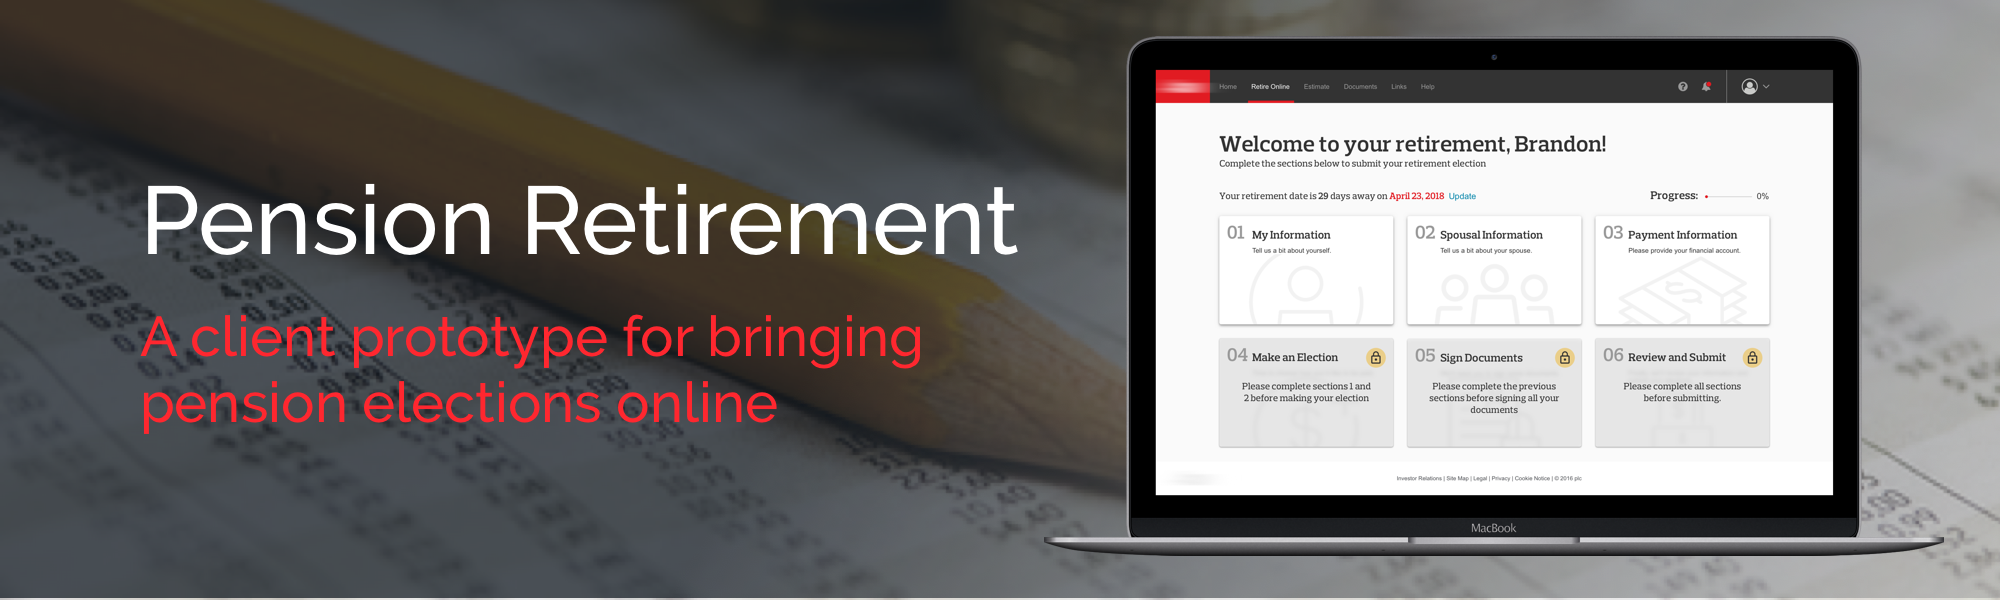 Pension Retirement
A client prototype for bringing
pension elections online
Home Retire Online Estimate Documents Links Help
Welcome to your retirement, Brandon!
Complete the sections below to submit your retirement election
Your retirement date is 29 days away on April 23, 2018 Update
Progress: 0%
01 My Information
Tell us a bit about yourself.
02 Spousal Information
Tell us a bit about your spouse.
03 Payment Information
Please provide your financial account.
04 Make an Election
Please complete sections 1 and
2 before making your election
05 Sign Documents
Please complete the previous
sections before signing all your
documents
06 Review and Submit
Please complete all sections
before submitting.
Investor Relations | Site Map | Legal | Privacy | Cookie Notice | © 2016 plc
MacBook